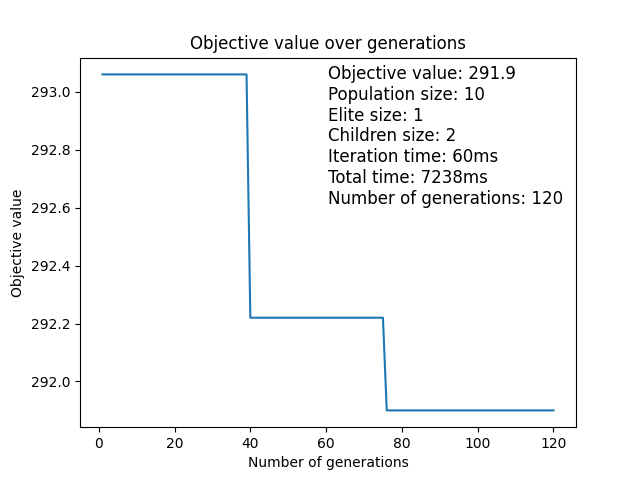 Objective value over generations
Objective value: 291.9
Population size: 10
Elite size: 1
Children size: 2
Iteration time: 60ms
Total time: 7238ms
Number of generations: 120
Objective value
293.0
292.8
292.6
292.4
292.2
292.0
0 20 40 60 80 100 120
Number of generations